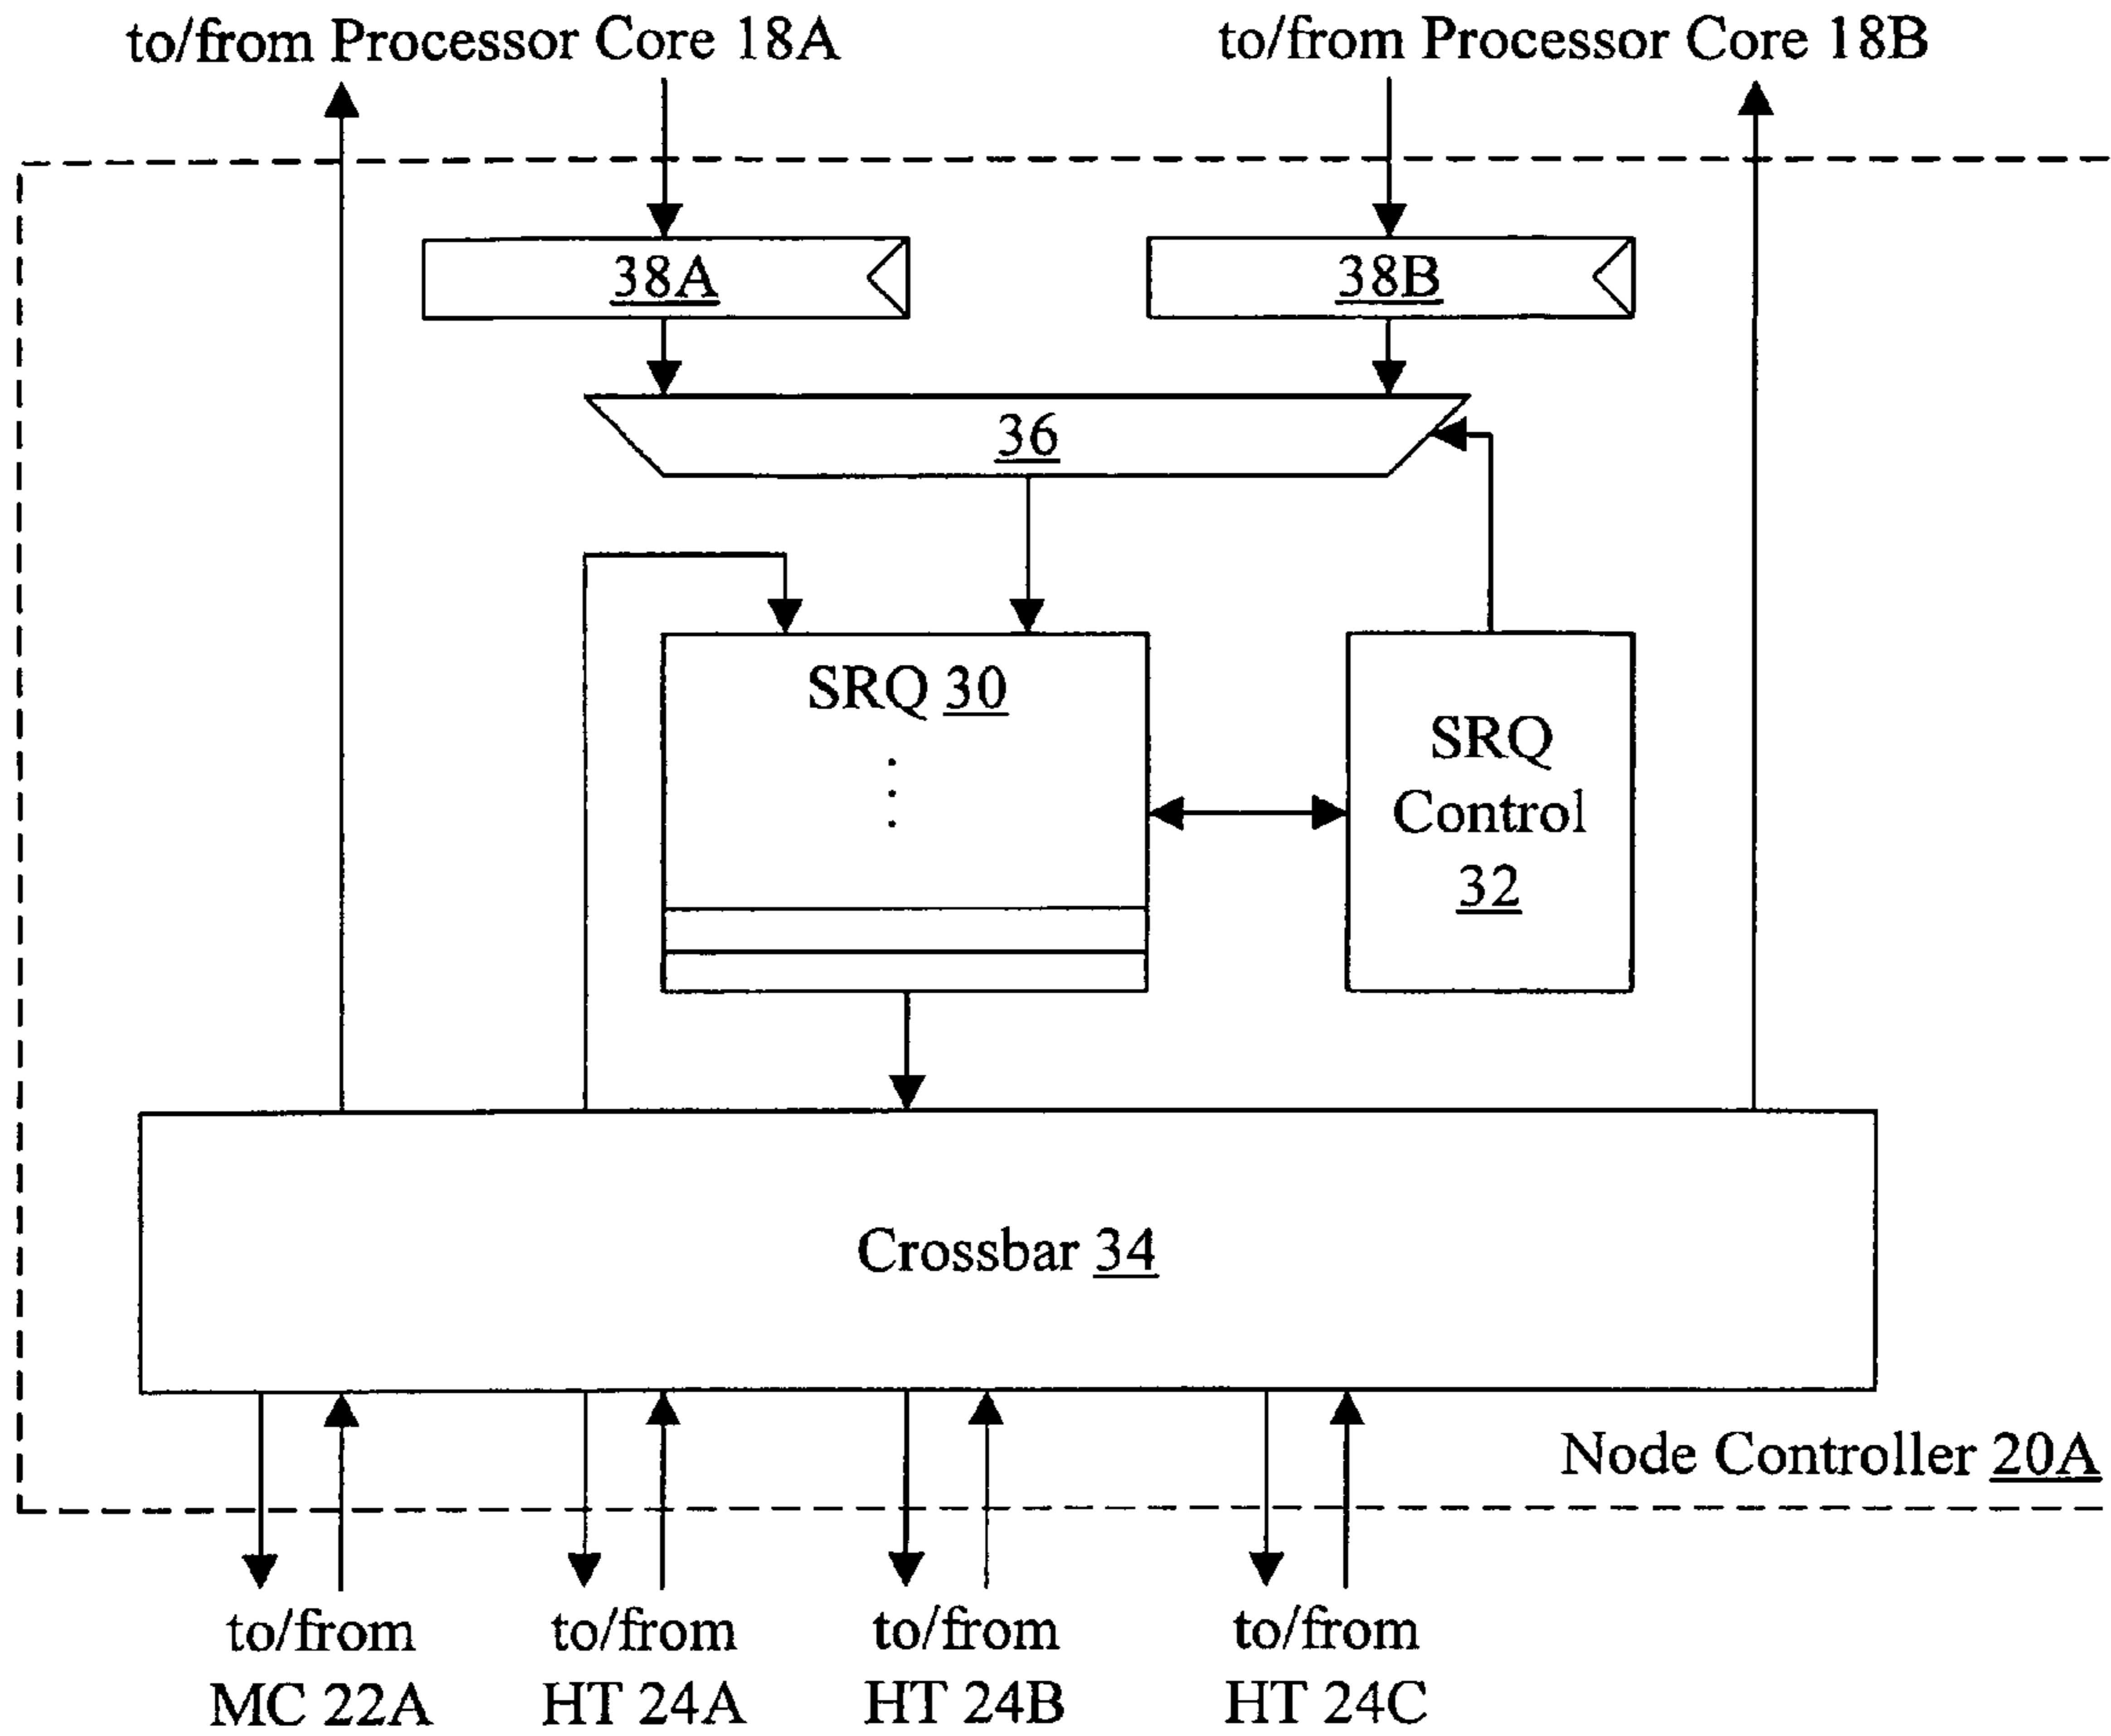 to/from Processor Core 18A
to/from Processor Core 18B
38A
38B
36
SRQ 30
SRQ
Control
32
Crossbar 34
Node Controller 20A
to/from
MC 22A
to/from
HT 24A
to/from
HT 24B
to/from
HT 24C